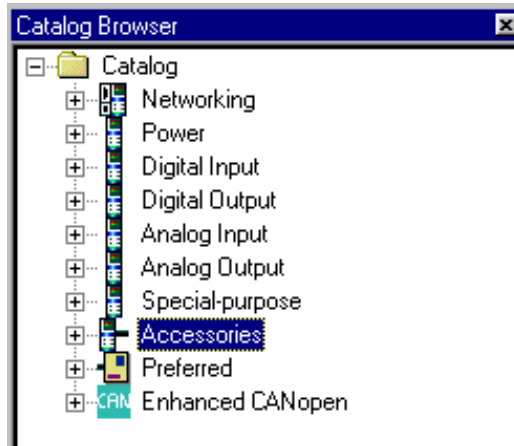 Catalog Browser
Catalog
Networking
Power
Digital Input
Digital Output
Analog Input
Analog Output
Special-purpose
Accessories
Preferred
CAN Enhanced CANopen